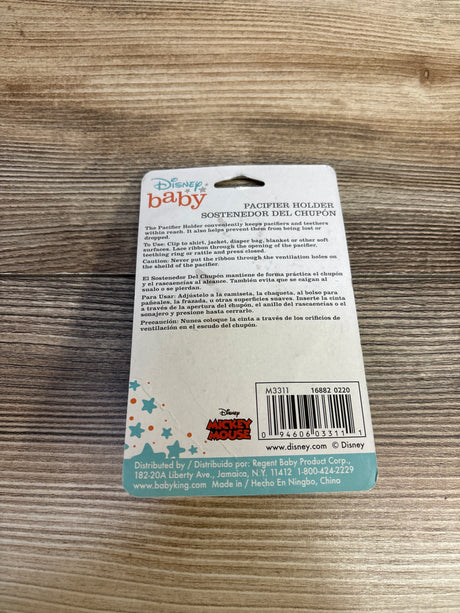 Disney
baby
PACIFIER HOLDER
SOSTENEDOR DEL CHUPÓN
The Pacifier Holder conveniently keeps pacifiers and teethers
within reach. It also helps prevent them from being lost or
dropped.
To Use: Clip to shirt, jacket, diaper bag, blanket or other soft
surfaces. Lace ribbon through the opening of the pacifier,
teething ring or rattle and press closed.
Caution: Never put the ribbon through the ventilation holes on
the sheild of the pacifier.
El Sostenedor Del Chupón mantiene de forma práctica el chupón
y el rascaencías al alcance. También evita que se caigan al
suelo o se pierdan.
Para Usar: Adjústelo a la camiseta, la chaqueta, al bolso para
pañeales, la frazada, u otras superficies suaves. Inserte la cinta
a través de la apertura del chupón, el anillo del rascaencías o el
sonajero y presione hasta cerrarlo.
Precaución: Nunca coloque la cinta a través de los orificios de
ventilación en el escudo del chupón.
M3311 16882 0220
Disney
MICKEY
MOUSE
0 94606 03311 1
www.disney.com © Disney
Distributed by / Distribuido por: Regent Baby Product Corp.,
182-20A Liberty Ave., Jamaica, N.Y. 11412 1-800-424-2229
www.babyking.com Made in / Hecho En Ningbo, China